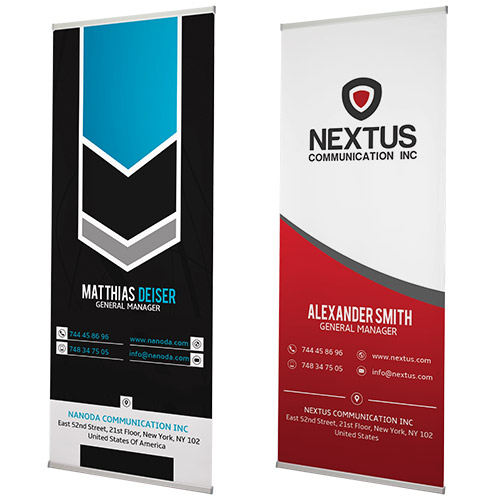 MATTHIAS DEISER
GENERAL MANAGER
744 45 86 96
www.nanoda.com
748 34 75 05
info@nanoda.com
NANODA COMMUNICATION INC
East 52nd Street, 21st Floor, New York, NY 102
United States Of America
NEXTUS
COMMUNICATION INC
ALEXANDER SMITH
GENERAL MANAGER
744 45 86 96
www.nextus.com
748 34 75 05
info@nextus.com
NEXTUS COMMUNICATION INC
East 52nd Street, 21st Floor, New York, NY 102
United States